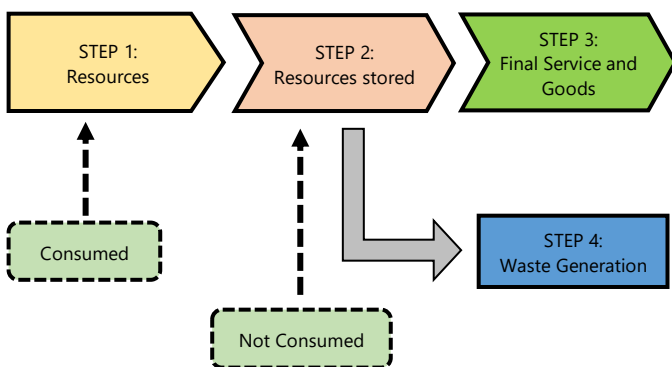 STEP 1:
Resources
STEP 2:
Resources stored
STEP 3:
Final Service and
Goods
Consumed
STEP 4:
Waste Generation
Not Consumed